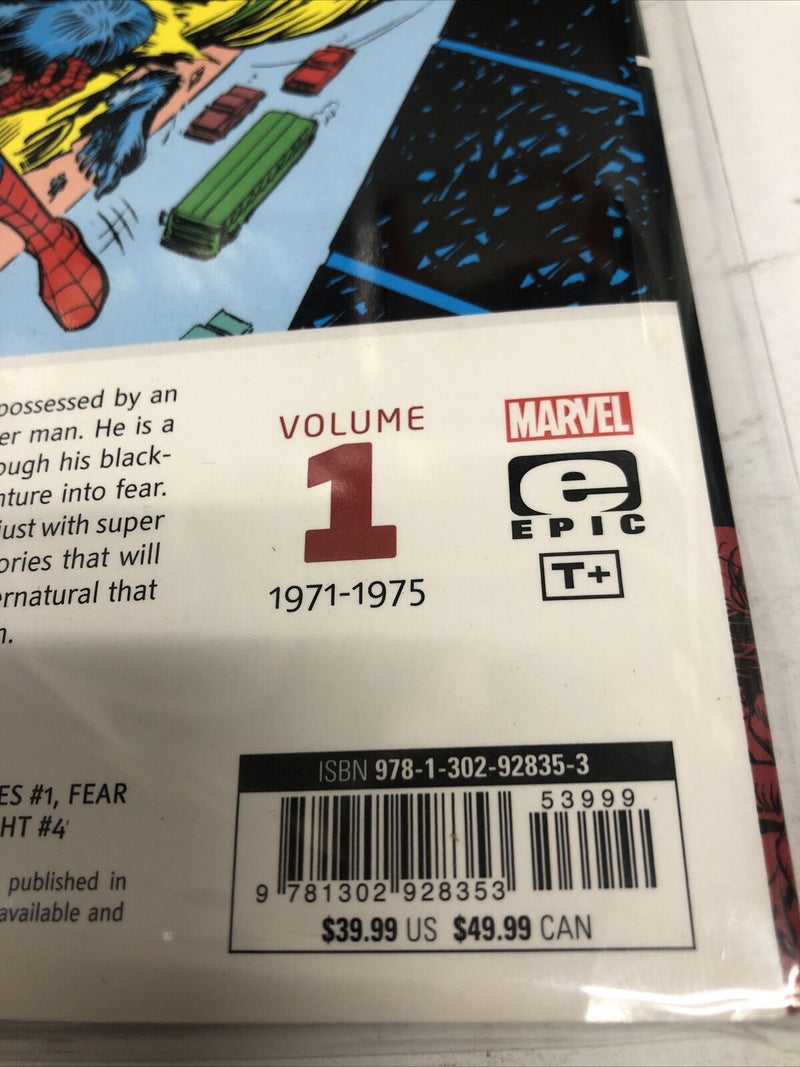 possessed by an
er man. He is a
ough his black-
nture into fear.
just with super
ories that will
ernatural that
n.
VOLUME
1
1971-1975
MARVEL
e
EPIC
T+
ES #1, FEAR
HT #4
published in
available and
ISBN 978-1-302-92835-3
53999
9 781302 928353
$39.99 US $49.99 CAN